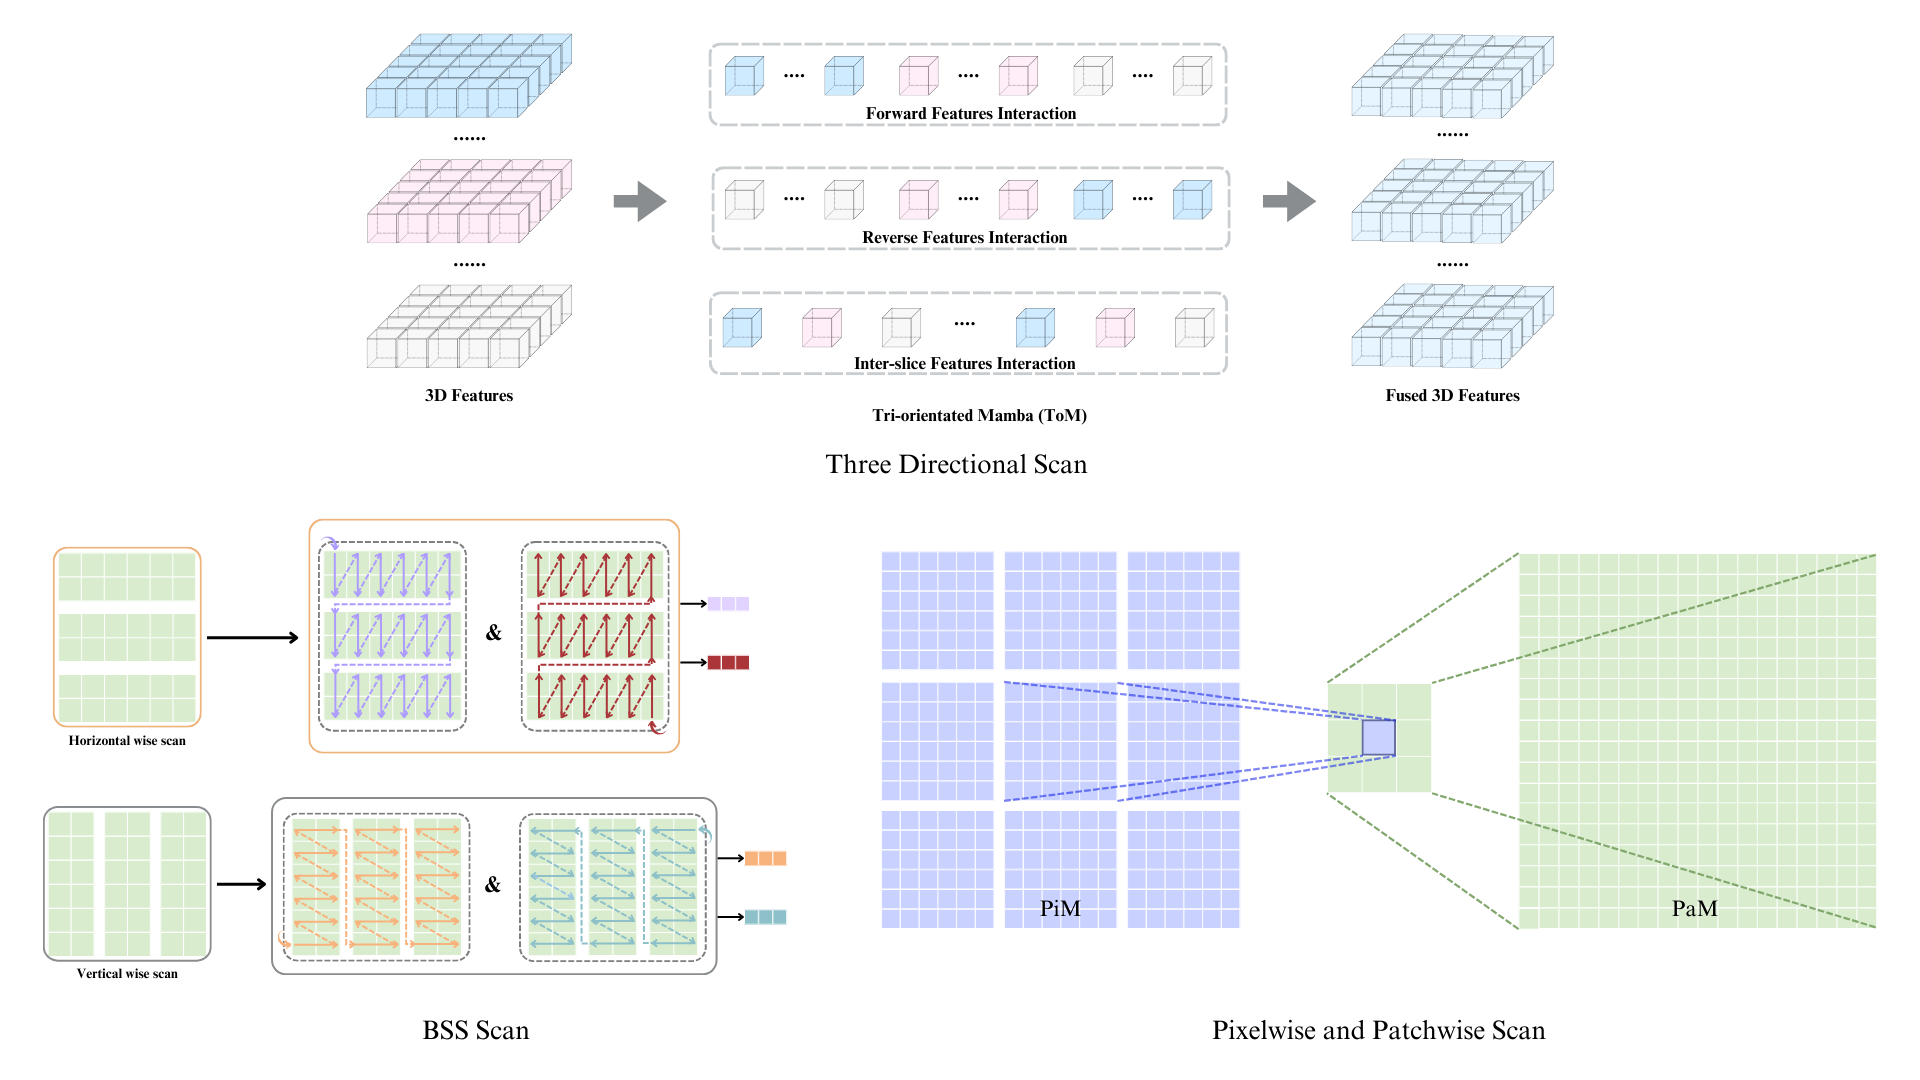 Forward Features Interaction
Reverse Features Interaction
Inter-slice Features Interaction
3D Features
Fused 3D Features
Tri-orientated Mamba (ToM)
Three Directional Scan
&
Horizontal wise scan
&
Vertical wise scan
PiM
PaM
BSS Scan
Pixelwise and Patchwise Scan